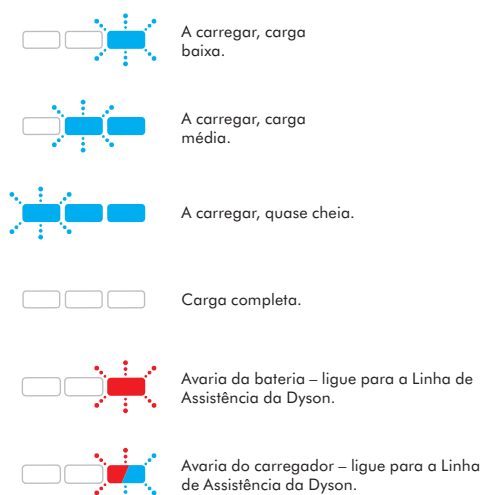 A carregar, carga
baixa.
A carregar, carga
média.
A carregar, quase cheia.
Carga completa.
Avaria da bateria – ligue para a Linha de
Assistência da Dyson.
Avaria do carregador – ligue para a Linha
de Assistência da Dyson.